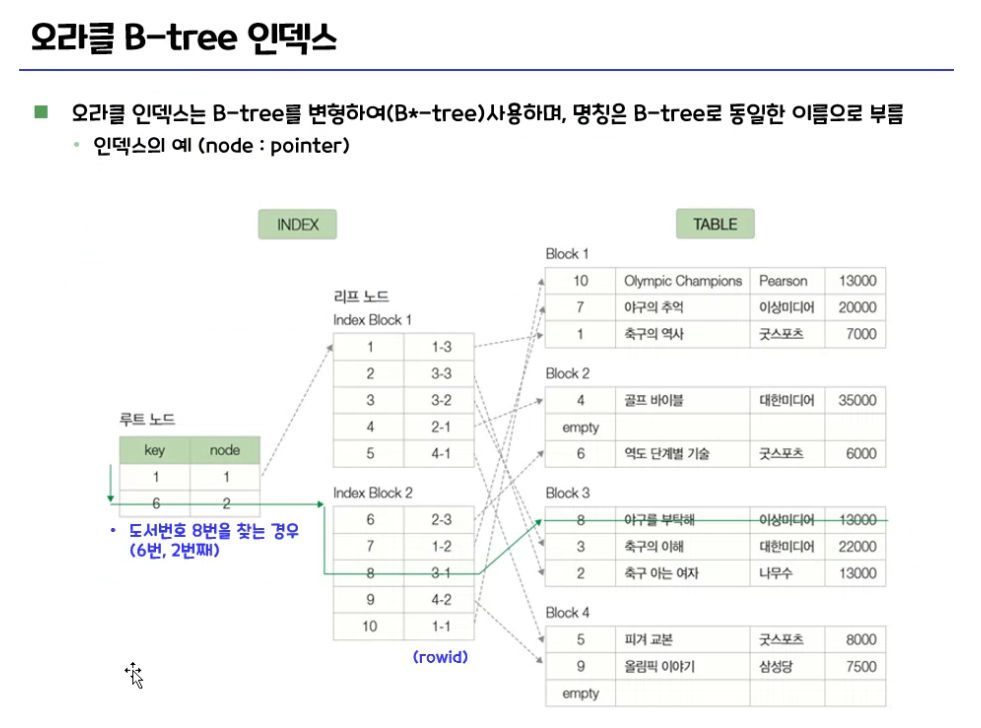 오라클 B-tree 인덱스
오라클 인덱스는 B-tree를 변형하여(B*-tree)사용하며, 명칭은 B-tree로 동일한 이름으로 부름
인덱스의 예 (node : pointer)
INDEX
루트 노드
key node
1 1
6 2
도서번호 8번을 찾는 경우
(6번, 2번째)
리프 노드
Index Block 1
1 1-3
2 3-3
3 3-2
4 2-1
5 4-1
Index Block 2
6 2-3
7 1-2
8 3-1
9 4-2
10 1-1
(rowid)
TABLE
Block 1
10 Olympic Champions Pearson 13000
7 야구의 추억 이상미디어 20000
1 축구의 역사 굿스포츠 7000
Block 2
4 골프 바이블 대한미디어 35000
empty
6 역도 단계별 기술 굿스포츠 6000
Block 3
8 야구를 부탁해 이상미디어 13000
3 축구의 이해 대한미디어 22000
2 축구 아는 여자 나무수 13000
Block 4
5 피겨 교본 굿스포츠 8000
9 올림픽 이야기 삼성당 7500
empty